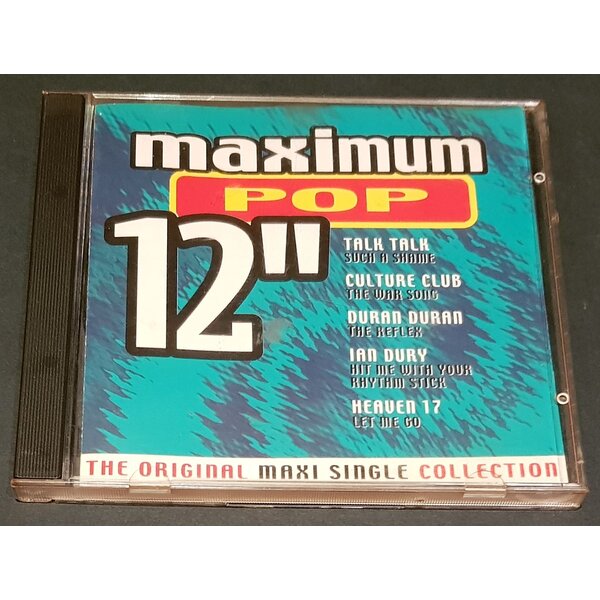 maximum
POP
12"
TALK TALK
SUCH A SHAME
CULTURE CLUB
THE WAR SONG
DURAN DURAN
THE REFLEX
IAN DURY
HIT ME WITH YOUR
RHYTHM STICK
HEAVEN 17
LET ME GO
THE ORIGINAL MAXI SINGLE COLLECTION